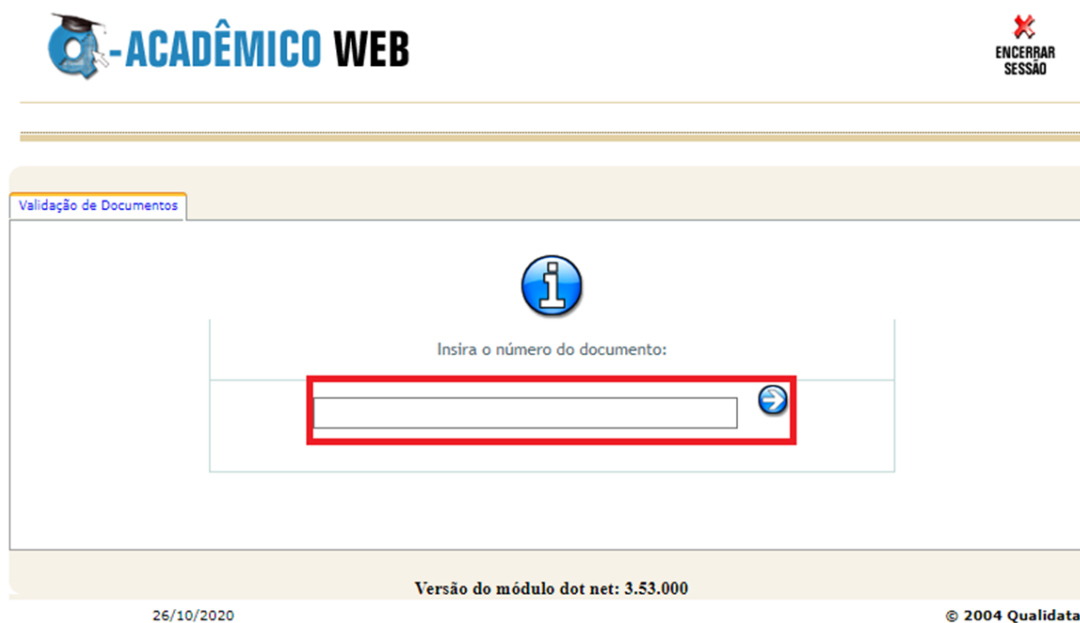 Q-ACADÊMICO WEB
ENCERRAR
SESSÃO
Validação de Documentos
Insira o número do documento:
Versão do módulo dot net: 3.53.000
26/10/2020
© 2004 Qualidata